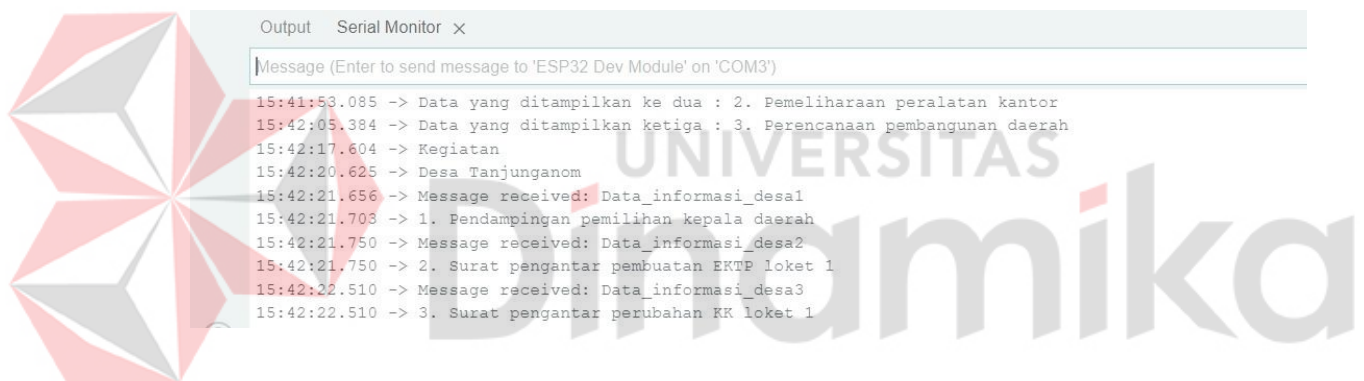 Output Serial Monitor ×
Message (Enter to send message to 'ESP32 Dev Module' on 'COM3')
15:41:53.085 -> Data yang ditampilkan ke dua : 2. Pemeliharaan peralatan kantor
15:42:05.384 -> Data yang ditampilkan ketiga : 3. Perencanaan pembangunan daerah
15:42:17.604 -> Kegiatan
15:42:20.625 -> Desa Tanjunganom
15:42:21.656 -> Message received: Data_informasi_desa1
15:42:21.703 -> 1. Pendampingan pemilihan kepala daerah
15:42:21.750 -> Message received: Data_informasi_desa2
15:42:21.750 -> 2. Surat pengantar pembuatan EKTP loket 1
15:42:22.510 -> Message received: Data_informasi_desa3
15:42:22.510 -> 3. Surat pengantar perubahan KK loket 1
UNIVERSITAS
Dinamika